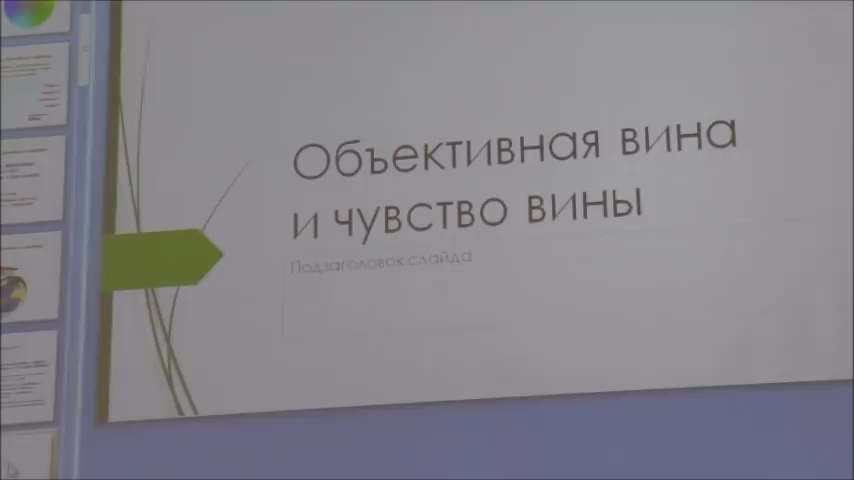 Объективная вина
и чувство вины
Подзаголовок слайда